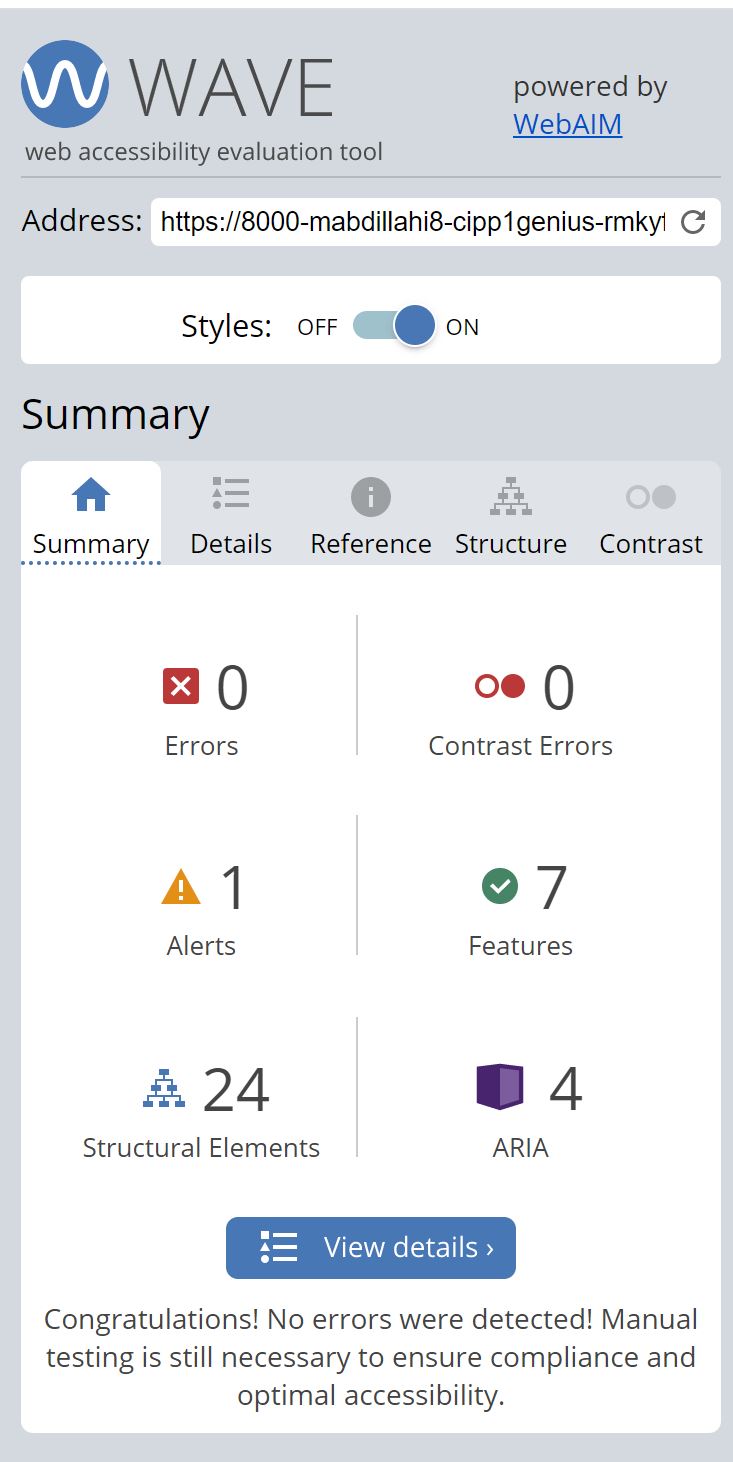 WAVE
powered by
WebAIM
web accessibility evaluation tool
Address: https://8000-mabdillahi8-cipp1genius-rmkyf
Styles: OFF ON
Summary
Summary Details Reference Structure Contrast
0 0
Errors Contrast Errors
1 7
Alerts Features
24 4
Structural Elements ARIA
View details ›
Congratulations! No errors were detected! Manual
testing is still necessary to ensure compliance and
optimal accessibility.